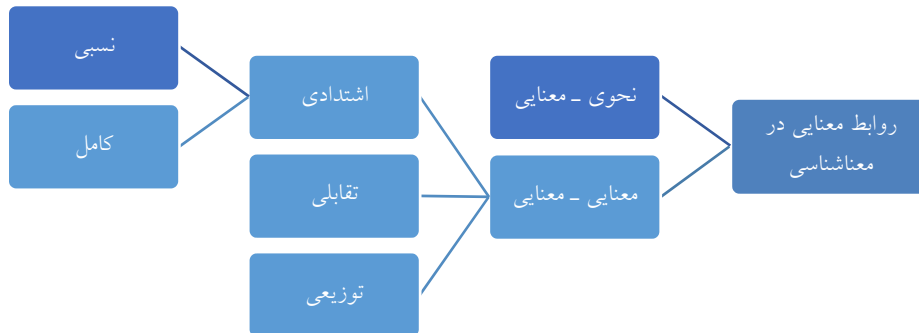 روابط معنایی در
معناشناسی
نحوی ـ معنایی
معنایی ـ معنایی
اشتدادی
تقابلی
توزیعی
نسبی
کامل